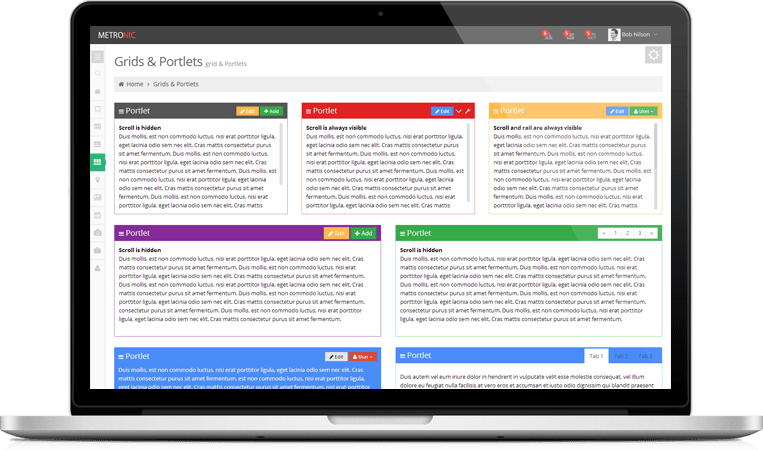 METRONIC
Bob Nilson
Grids & Portlets grid & Portlets
Home > Grids & Portlets
Portlet
Edit
Add
Scroll is hidden
Duis mollis, est non commodo luctus, nisi erat porttitor ligula,
eget lacinia odio sem nec elit. Cras mattis consectetur purus
sit amet fermentum. Duis mollis, est non commodo luctus, nisi
erat porttitor ligula, eget lacinia odio sem nec elit. Cras
mattis consectetur purus sit amet fermentum. Duis mollis, est
non commodo luctus, nisi erat porttitor ligula, eget lacinia
odio sem nec elit. Cras mattis consectetur purus sit amet
fermentum. Duis mollis, est non commodo luctus, nisi erat
porttitor ligula, eget lacinia odio sem nec elit. Cras mattis
Portlet
Edit
Scroll is always visible
Duis mollis, est non commodo luctus, nisi erat porttitor ligula,
eget lacinia odio sem nec elit. Cras mattis consectetur purus
sit amet fermentum. Duis mollis, est non commodo luctus, nisi
erat porttitor ligula, eget lacinia odio sem nec elit. Cras
mattis consectetur purus sit amet fermentum. Duis mollis, est
non commodo luctus, nisi erat porttitor ligula, eget lacinia
odio sem nec elit. Cras mattis consectetur purus sit amet
fermentum. Duis mollis, est non commodo luctus, nisi erat
porttitor ligula, eget lacinia odio sem nec elit. Cras mattis
Portlet
Edit
User
Scroll and rail are always visible
Duis mollis, est non commodo luctus, nisi erat porttitor ligula,
eget lacinia odio sem nec elit. Cras mattis consectetur purus
sit amet fermentum. Duis mollis, est non commodo luctus, nisi
erat porttitor ligula, eget lacinia odio sem nec elit. Cras
mattis consectetur purus sit amet fermentum. Duis mollis, est
non commodo luctus, nisi erat porttitor ligula, eget lacinia
odio sem nec elit. Cras mattis consectetur purus sit amet
fermentum. Duis mollis, est non commodo luctus, nisi erat
porttitor ligula, eget lacinia odio sem nec elit. Cras mattis
Portlet
Edit
Add
Scroll is hidden
Duis mollis, est non commodo luctus, nisi erat porttitor ligula, eget lacinia odio sem nec elit. Cras
mattis consectetur purus sit amet fermentum. Duis mollis, est non commodo luctus, nisi erat
porttitor ligula, eget lacinia odio sem nec elit. Cras mattis consectetur purus sit amet fermentum.
Duis mollis, est non commodo luctus, nisi erat porttitor ligula, eget lacinia odio sem nec elit. Cras
mattis consectetur purus sit amet fermentum. Duis mollis, est non commodo luctus, nisi erat
porttitor ligula, eget lacinia odio sem nec elit. Cras mattis consectetur purus sit amet fermentum.
Duis mollis, est non commodo luctus, nisi erat porttitor ligula, eget lacinia odio sem nec elit. Cras
Portlet
« 1 2 3 »
Scroll is hidden
Duis mollis, est non commodo luctus, nisi erat porttitor ligula, eget lacinia odio sem nec elit. Cras
mattis consectetur purus sit amet fermentum. Duis mollis, est non commodo luctus, nisi erat
porttitor ligula, eget lacinia odio sem nec elit. Cras mattis consectetur purus sit amet fermentum.
Duis mollis, est non commodo luctus, nisi erat porttitor ligula, eget lacinia odio sem nec elit. Cras
mattis consectetur purus sit amet fermentum. Duis mollis, est non commodo luctus, nisi erat
porttitor ligula, eget lacinia odio sem nec elit. Cras mattis consectetur purus sit amet fermentum.
Portlet
Edit
User
Duis mollis, est non commodo luctus, nisi erat porttitor ligula, eget lacinia odio sem nec elit. Cras
mattis consectetur purus sit amet fermentum. Duis mollis, est non commodo luctus, nisi erat
porttitor ligula, eget lacinia odio sem nec elit. Cras mattis consectetur purus sit amet fermentum.
Portlet
Tab 1
Tab 2
Tab 3
Duis autem vel eum iriure dolor in hendrerit in vulputate velit esse molestie consequat, vel illum
dolore eu feugiat nulla facilisis at vero eros et accumsan et iusto odio dignissim qui blandit praesent